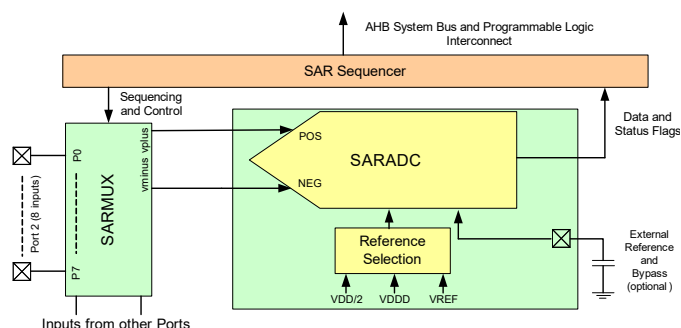 AHB System Bus and Programmable Logic
Interconnect
SAR Sequencer
Sequencing
and Control
Data and
Status Flags
vminus vplus
POS
NEG
SARADC
P0
Port 2 (8 inputs)
SARMUX
P7
Reference
Selection
VDD/2
VDDD
VREF
External
Reference
and
Bypass
(optional)
Inputs from other Ports